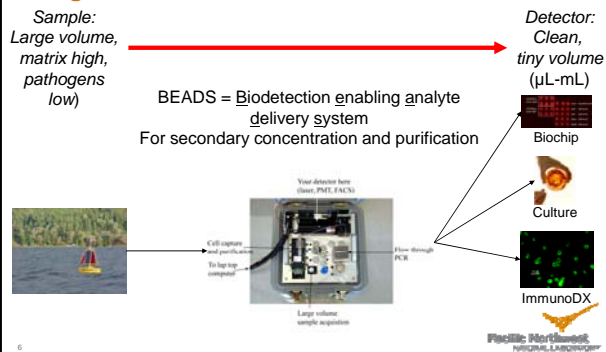 Sample:
Large volume,
matrix high,
pathogens
low)
Detector:
Clean,
tiny volume
(µL-mL)
BEADS = Biodetection enabling analyte
delivery system
For secondary concentration and purification
Biochip
Culture
ImmunoDX
Your detector here
(laser, PMT, FACS)
Cell capture
and purification
To lap top
computer
Flow through
PCR
Large volume
sample acquistion
Pacific Northwest
NATIONAL LABORATORY
6